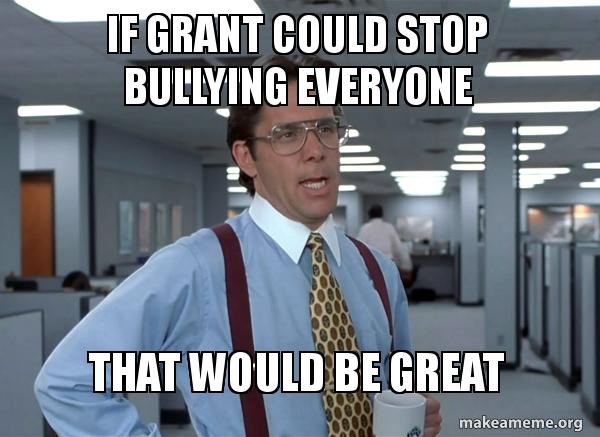 IF GRANT COULD STOP
BULLYING EVERYONE
THAT WOULD BE GREAT
makeameme.org